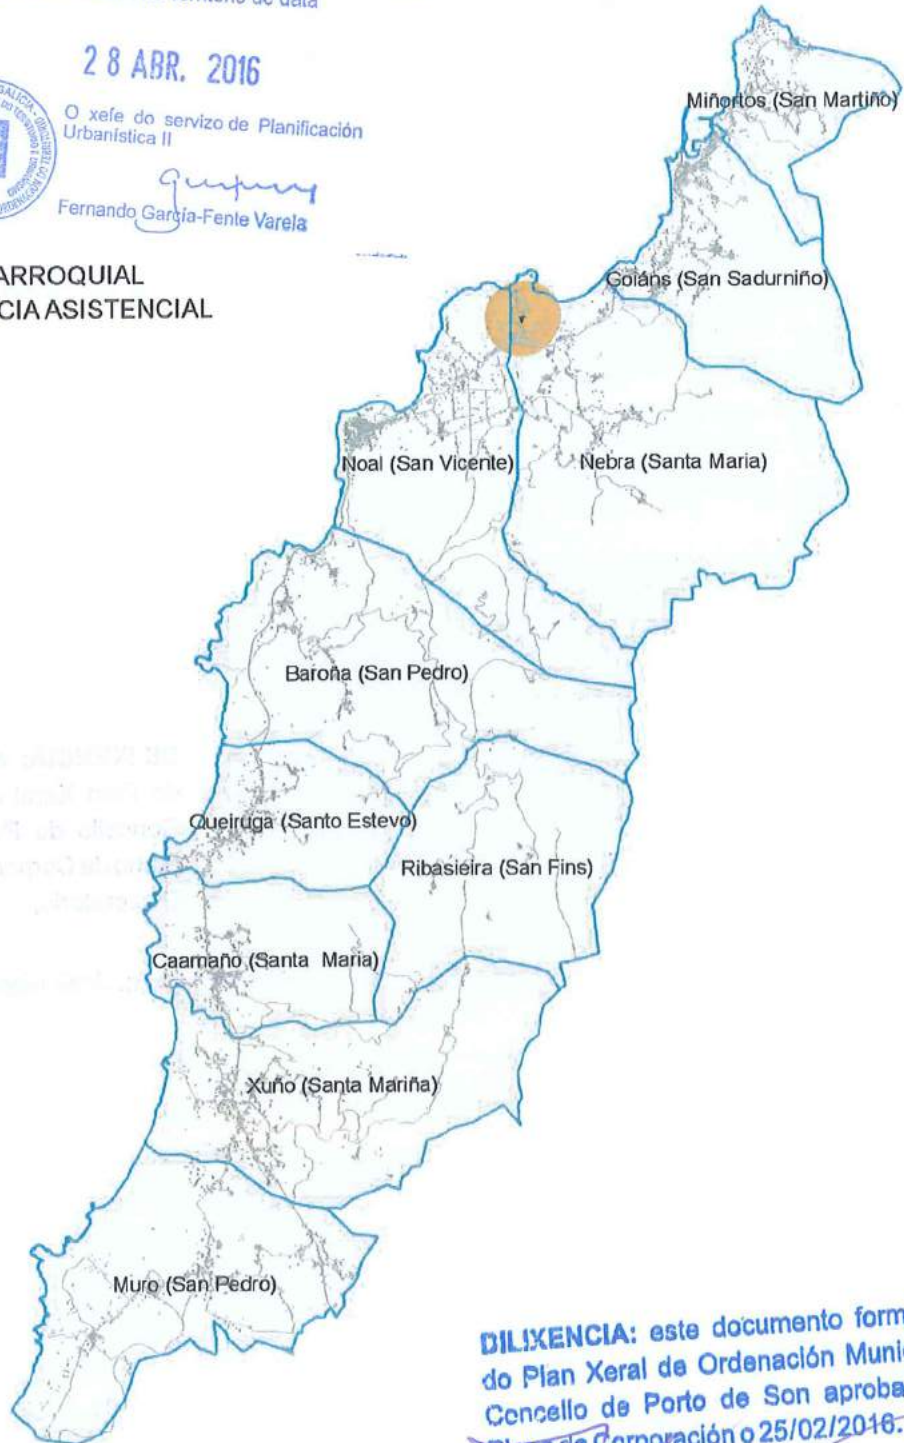 28 ABR. 2016
O xefe do servizo de Planificación
Urbanística II
Fernando García-Fente Varela
ARROQUIAL
CIA ASISTENCIAL
Miñortos (San Martiño)
Goiáns (San Sadurniño)
Noal (San Vicente)
Nebra (Santa Maria)
Baroña (San Pedro)
Queiruga (Santo Estevo)
Ribasieira (San Fins)
Caamaño (Santa Maria)
Xuño (Santa Mariña)
Muro (San Pedro)
DILIXENCIA: este documento form
do Plan Xeral de Ordenación Muni
Concello de Porto de Son aproba
Corporación o 25/02/2016.